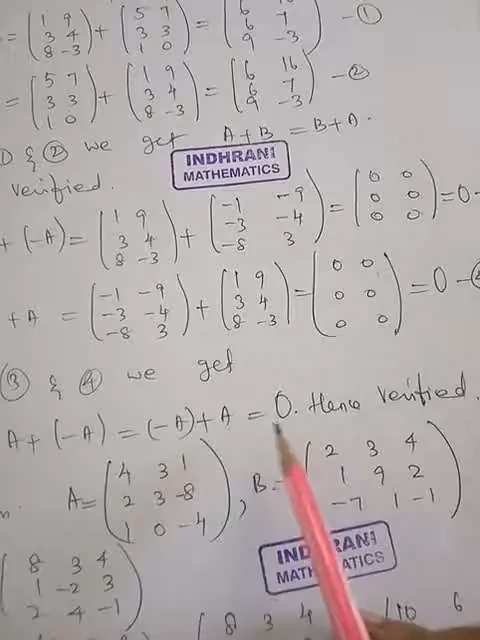 = (1 9 3 4 8 -3) + (5 7 3 3 1 0) = (6 7 9 -3) - ①
= (5 7 3 3 1 0) + (1 9 3 4 8 -3) = (6 16 6 7 9 -3) - ②
① & ② we get A + B = B + A.
INDHRANI
MATHEMATICS
verified.
+ (-A) = (1 9 3 4 8 -3) + (-1 -9 -3 -4 -8 3) = (0 0 0 0 0 0) = 0 -
+ A = (-1 -9 -3 -4 -8 3) + (1 9 3 4 8 -3) = (0 0 0 0 0 0) = 0 - ④
③ & ④ we get
A + (-A) = (-A) + A = 0. Hence verified.
A = (4 3 1 2 3 -8 1 0 -4), B = (2 3 4 1 9 2 -7 1 -1)
(8 3 4 1 -2 3 2 4 -1)
INDHRANI
MATHEMATICS
(8 3 4 10 6